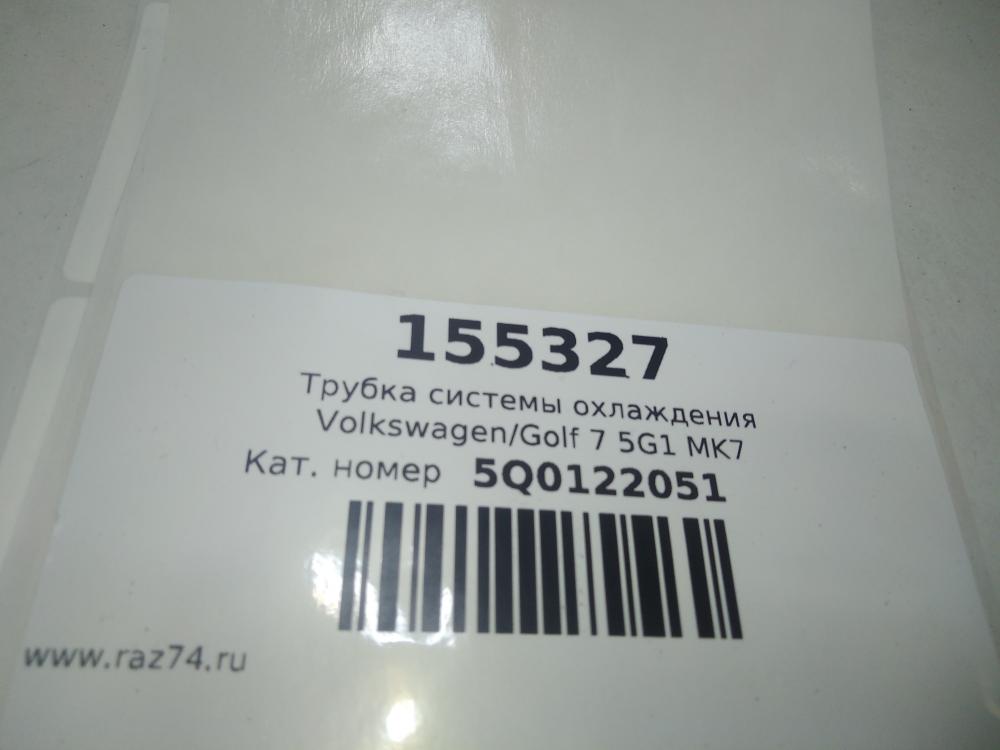 155327
Трубка системы охлаждения
Volkswagen/Golf 7 5G1 MK7
Кат. номер 5Q0122051
www.raz74.ru